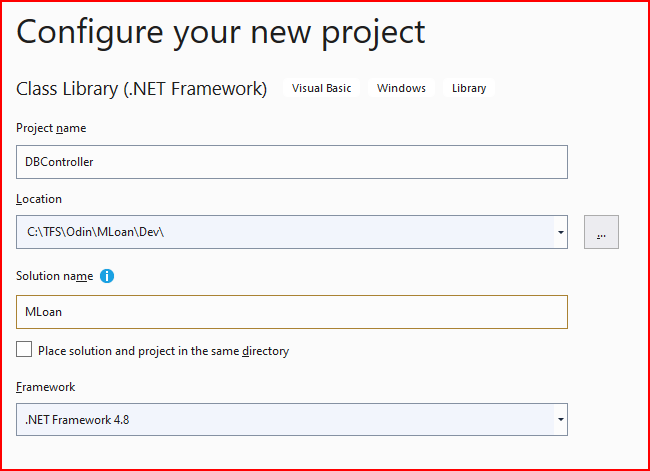 Configure your new project
Class Library (.NET Framework) Visual Basic Windows Library
Project name
DBController
Location
C:\TFS\Odin\MLoan\Dev\
...
Solution name i
MLoan
Place solution and project in the same directory
Framework
.NET Framework 4.8